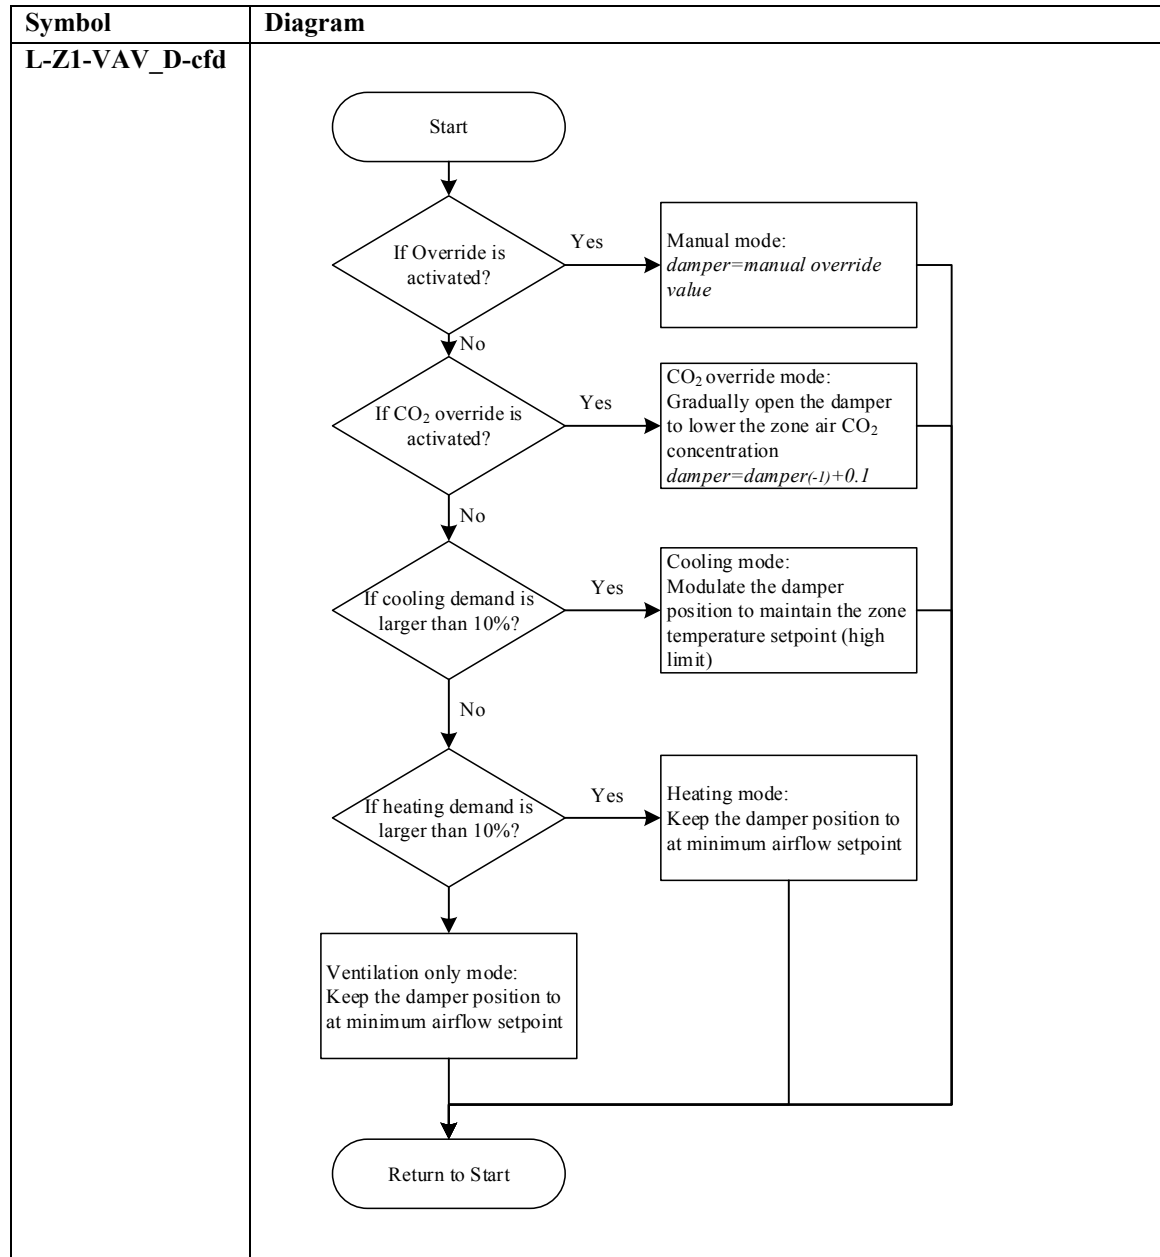 Symbol
Diagram
L-Z1-VAV_D-cfd
Start
If Override is
activated?
Yes
Manual mode:
damper=manual override
value
No
If CO₂ override is
activated?
Yes
CO₂ override mode:
Gradually open the damper
to lower the zone air CO₂
concentration
damper=damper(-1)+0.1
No
If cooling demand is
larger than 10%?
Yes
Cooling mode:
Modulate the damper
position to maintain the zone
temperature setpoint (high
limit)
No
If heating demand is
larger than 10%?
Yes
Heating mode:
Keep the damper position to
at minimum airflow setpoint
Ventilation only mode:
Keep the damper position to
at minimum airflow setpoint
Return to Start